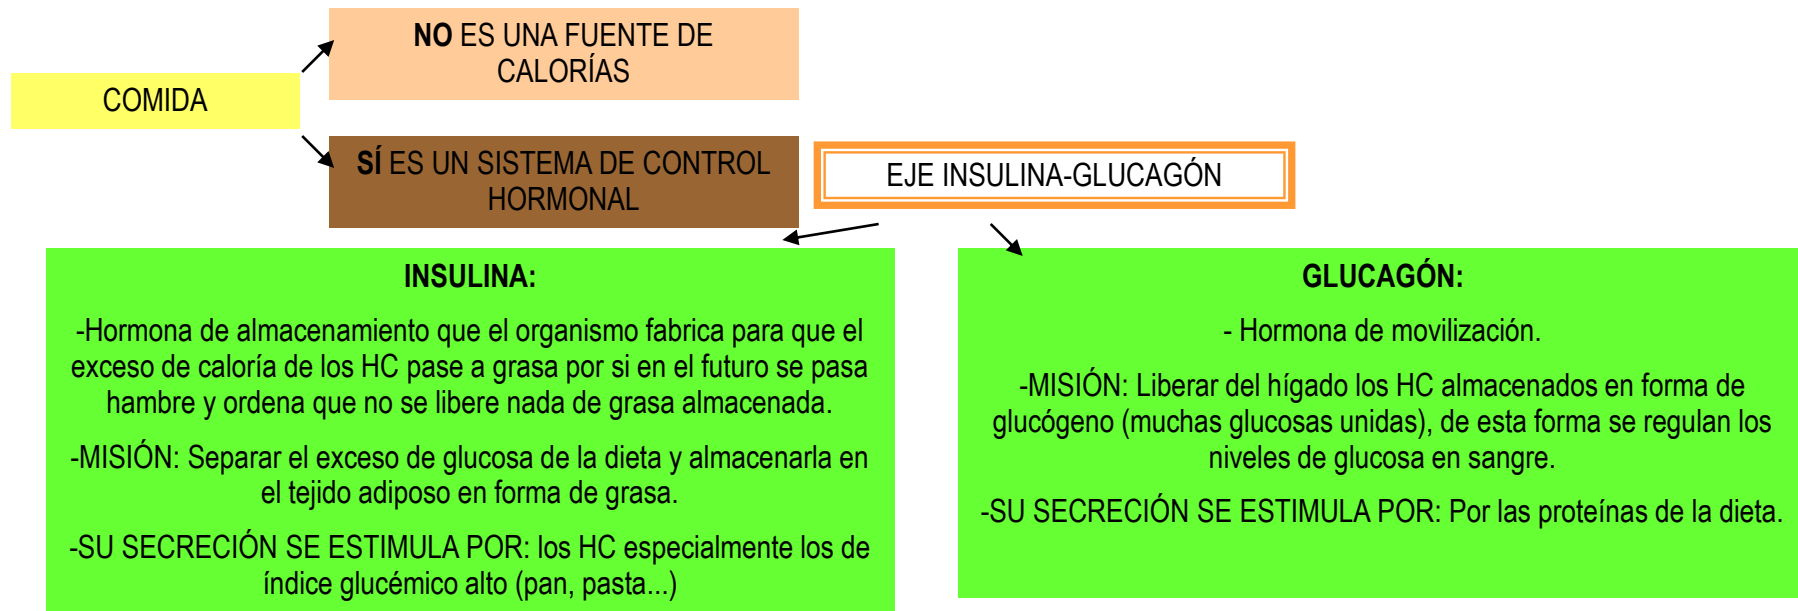 NO ES UNA FUENTE DE
CALORÍAS
COMIDA
SÍ ES UN SISTEMA DE CONTROL
HORMONAL
EJE INSULINA-GLUCAGÓN
INSULINA:
-Hormona de almacenamiento que el organismo fabrica para que el
exceso de caloría de los HC pase a grasa por si en el futuro se pasa
hambre y ordena que no se libere nada de grasa almacenada.
-MISIÓN: Separar el exceso de glucosa de la dieta y almacenarla en
el tejido adiposo en forma de grasa.
-SU SECRECIÓN SE ESTIMULA POR: los HC especialmente los de
índice glucémico alto (pan, pasta...)
GLUCAGÓN:
- Hormona de movilización.
-MISIÓN: Liberar del hígado los HC almacenados en forma de
glucógeno (muchas glucosas unidas), de esta forma se regulan los
niveles de glucosa en sangre.
-SU SECRECIÓN SE ESTIMULA POR: Por las proteínas de la dieta.